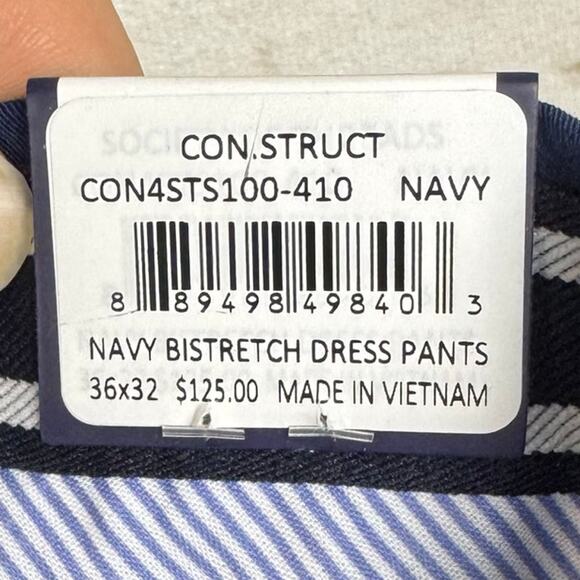 CON.STRUCT
CON4STS100-410 NAVY
8 89498 49840 3
NAVY BISTRETCH DRESS PANTS
36x32 $125.00 MADE IN VIETNAM